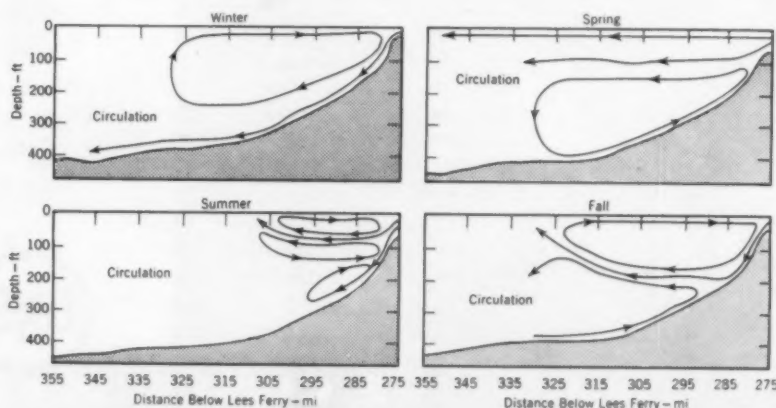 Winter
Spring
0
100
200
300
400
Depth – ft
Circulation
Circulation
Summer
Fall
0
100
200
300
400
500
Depth – ft
Circulation
Circulation
355 345 335 325 315 305 295 285 275
Distance Below Lees Ferry – mi
355 345 335 325 315 305 295 285 275
Distance Below Lees Ferry – mi